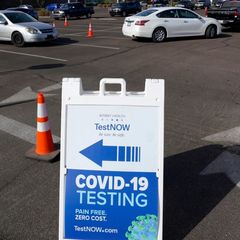 TestNOW
COVID-19
TESTING
PAIN FREE.
ZERO COST.
TestNOW.com